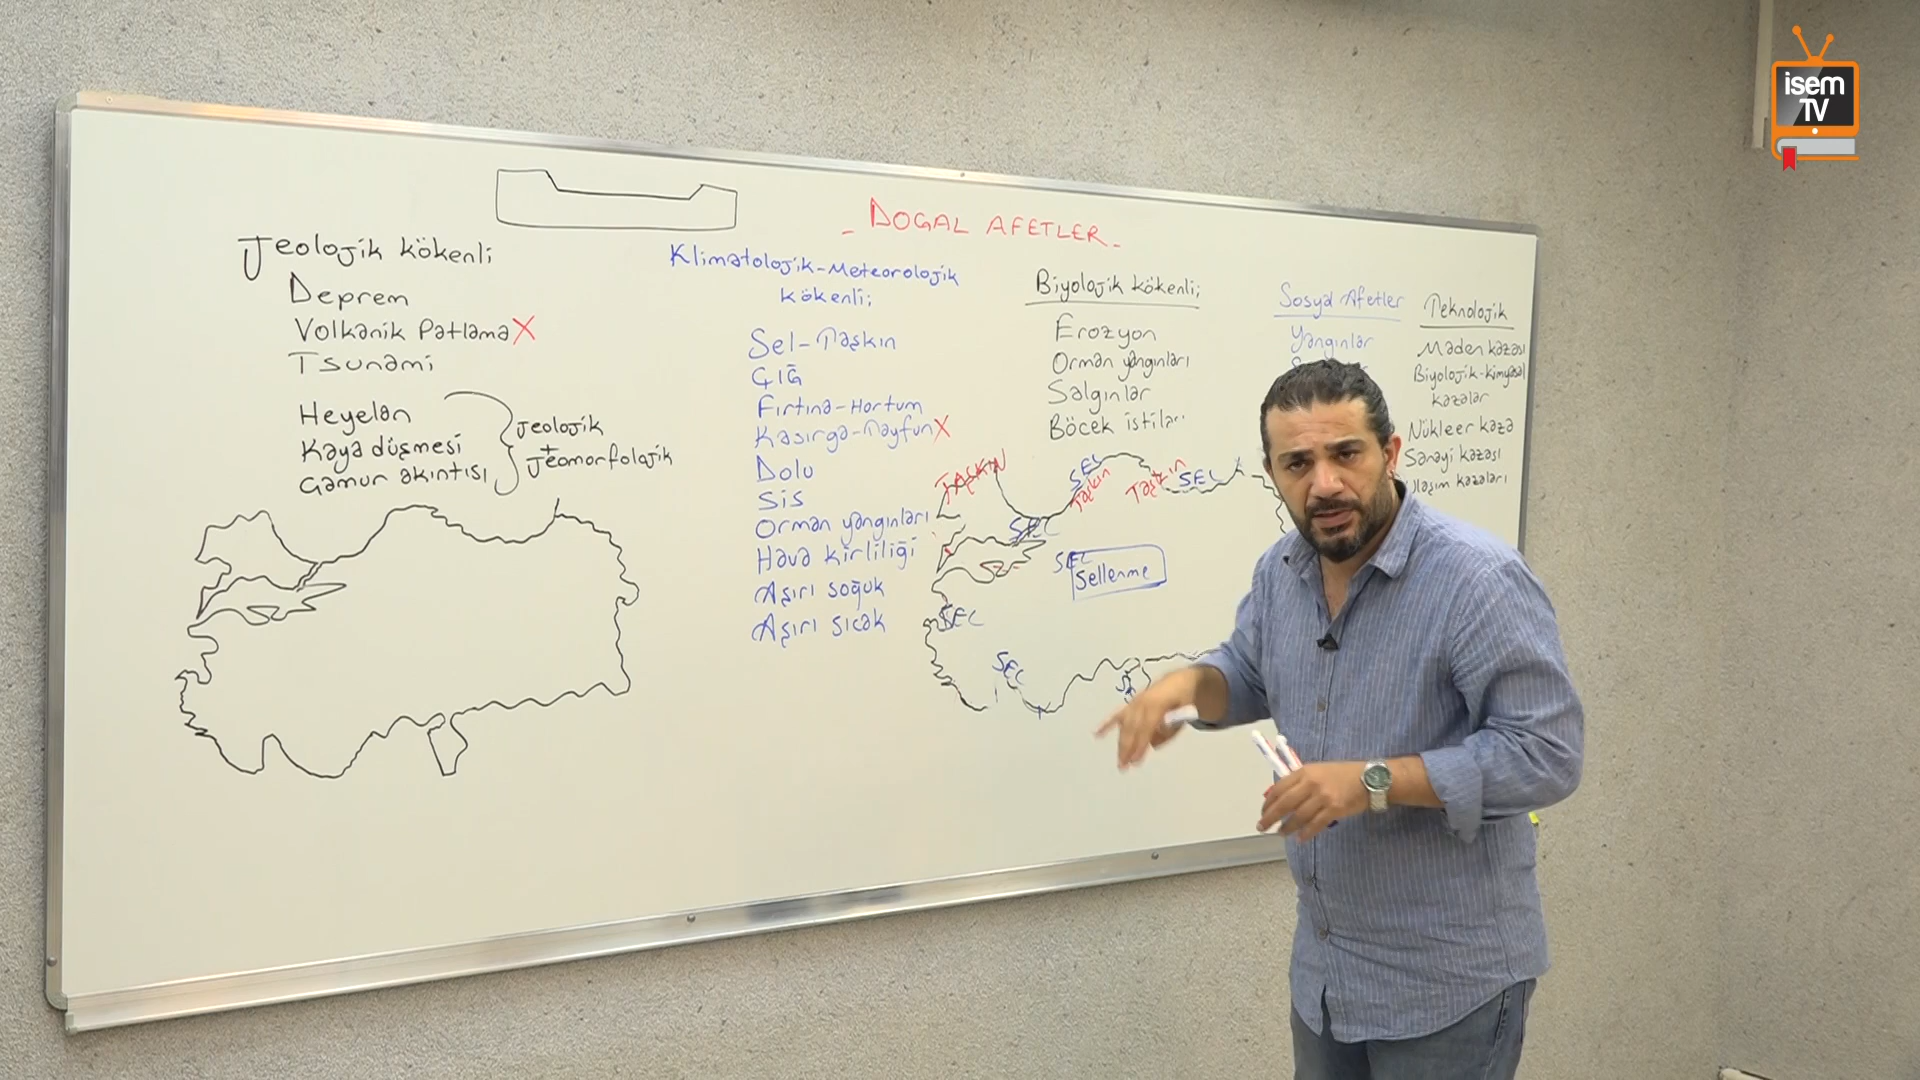 isem
TV
- DOĞAL AFETLER -
Jeolojik kökenli
Deprem
Volkanik Patlama X
Tsunami
Heyelan
Kaya düşmesi
Çamur akıntısı
Jeolojik
+
Jeomorfolojik
Klimatolojik-Meteorolojik
kökenli;
Sel-Taşkın
ÇIĞ
Fırtına-Hortum
Kasırga-Tayfun X
Dolu
Sis
Orman yangınları
Hava kirliliği
Aşırı soğuk
Aşırı sıcak
Biyolojik kökenli;
Erozyon
Orman yangınları
Salgınlar
Böcek istilar
Sosyal Afetler
Yangınlar
Teknolojik
Maden kazası
Biyolojik-kimyasal
kazalar
Nükleer kaza
Sanayi kazası
Ulaşım kazaları
TAŞKIN
SEL
Taşkın
Taşkın
SEL
SEL
SEL
Sellenme
SEL
SEL